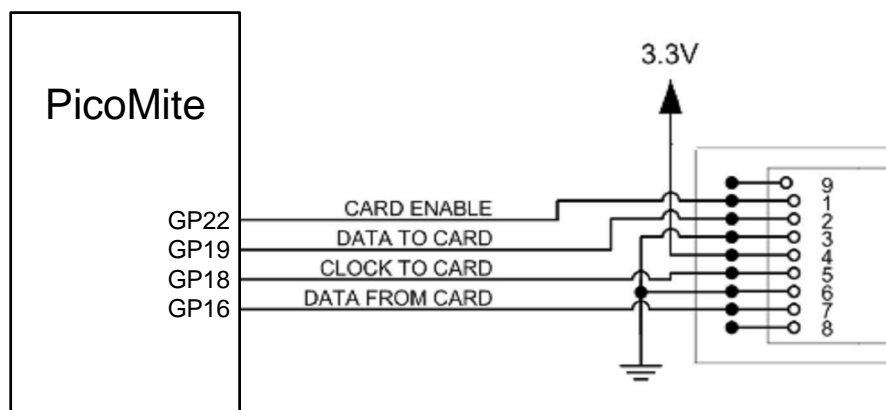 3.3V
PicoMite
GP22 CARD ENABLE
GP19 DATA TO CARD
GP18 CLOCK TO CARD
GP16 DATA FROM CARD
9
1
2
3
4
5
6
7
8